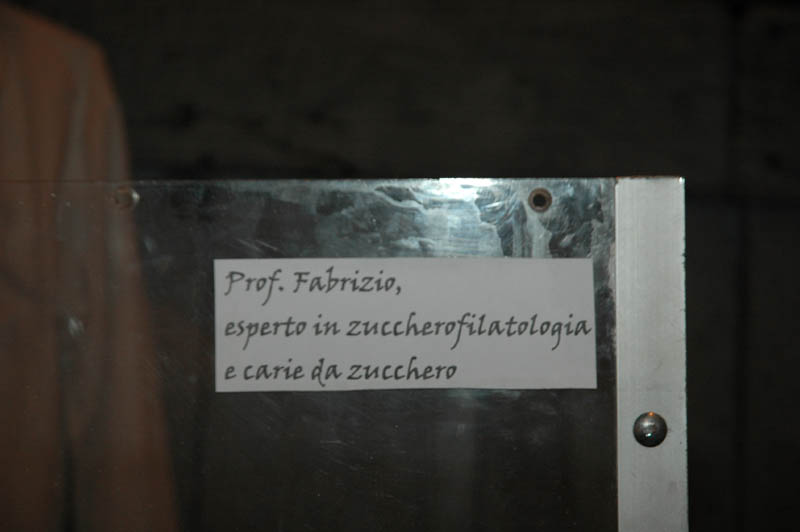 Prof. Fabrizio,
esperto in zuccherofilatologia
e carie da zucchero